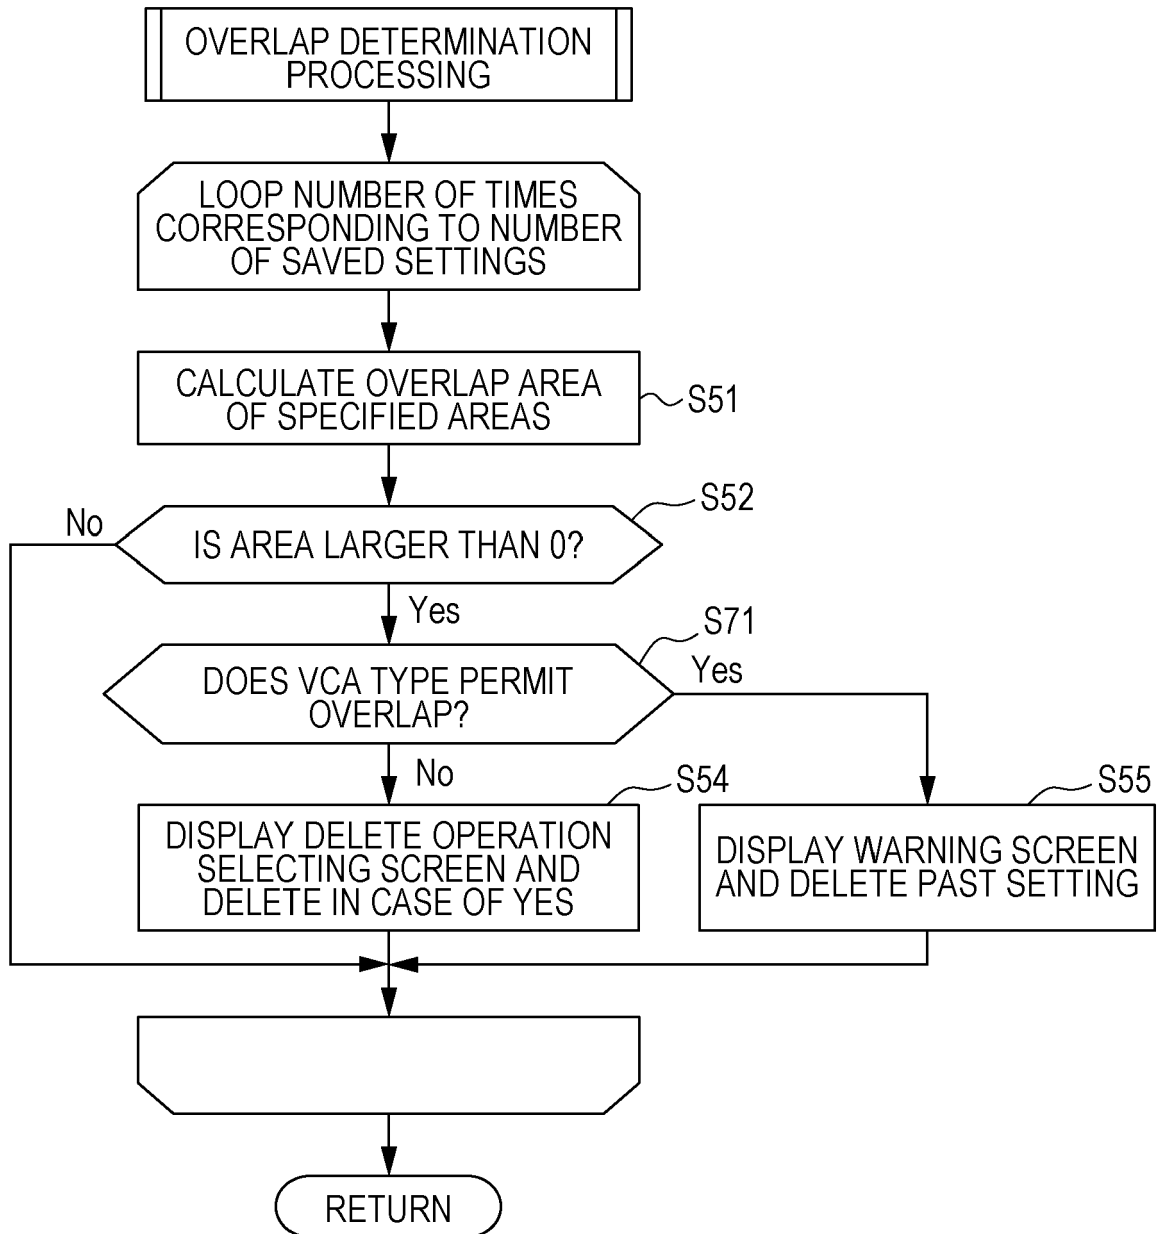 OVERLAP DETERMINATION
PROCESSING
LOOP NUMBER OF TIMES
CORRESPONDING TO NUMBER
OF SAVED SETTINGS
CALCULATE OVERLAP AREA
OF SPECIFIED AREAS
S51
S52
No
IS AREA LARGER THAN 0?
Yes
S71
DOES VCA TYPE PERMIT
OVERLAP?
Yes
No
S54
DISPLAY DELETE OPERATION
SELECTING SCREEN AND
DELETE IN CASE OF YES
S55
DISPLAY WARNING SCREEN
AND DELETE PAST SETTING
RETURN